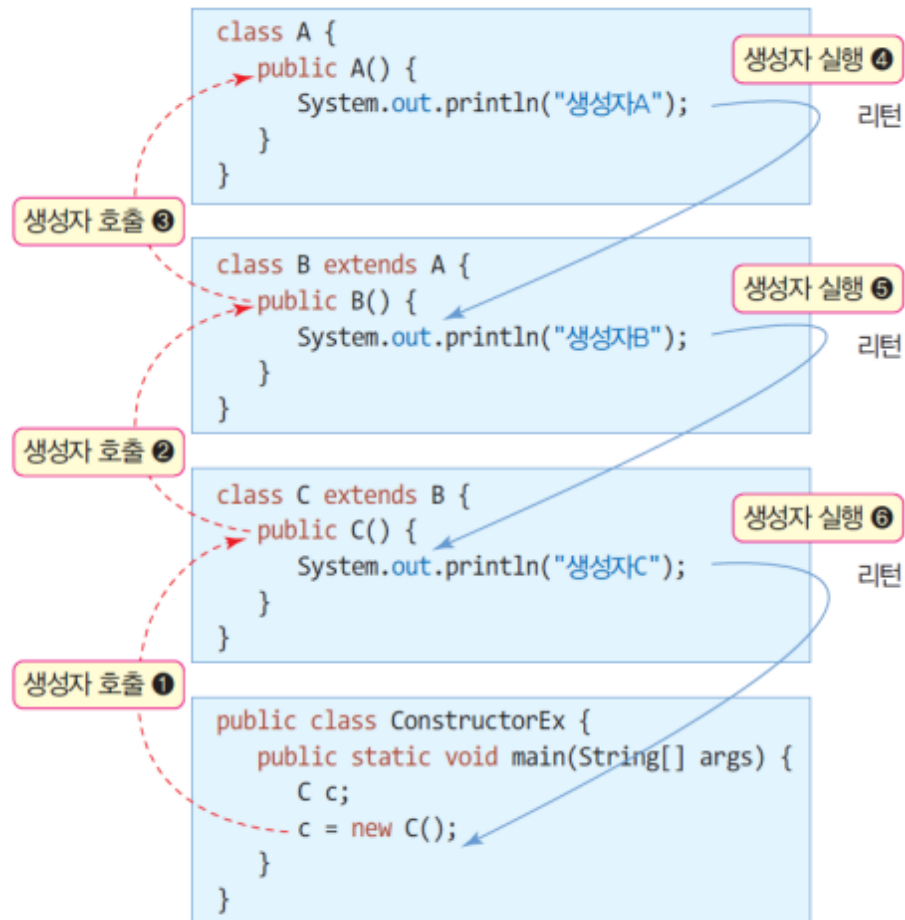 class A {
public A() {
System.out.println("생성자A");
}
}
생성자 실행 ❹
리턴
생성자 호출 ❸
class B extends A {
public B() {
System.out.println("생성자B");
}
}
생성자 실행 ❺
리턴
생성자 호출 ❷
class C extends B {
public C() {
System.out.println("생성자C");
}
}
생성자 실행 ❻
리턴
생성자 호출 ❶
public class ConstructorEx {
public static void main(String[] args) {
C c;
c = new C();
}
}